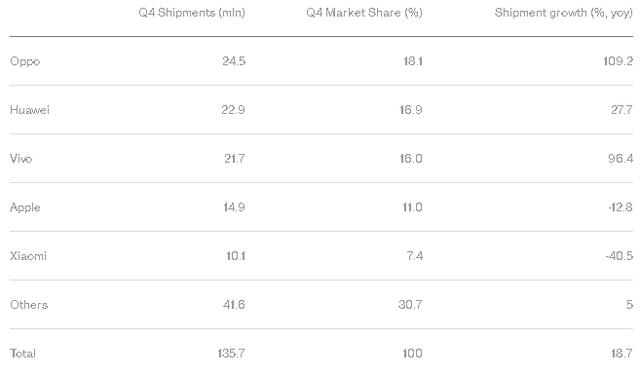 Q4 Shipments (mln) Q4 Market Share (%) Shipment growth (%, yoy)
Oppo 24.5 18.1 109.2
Huawei 22.9 16.9 27.7
Vivo 21.7 16.0 96.4
Apple 14.9 11.0 -12.8
Xiaomi 10.1 7.4 -40.5
Others 41.6 30.7 5
Total 135.7 100 18.7